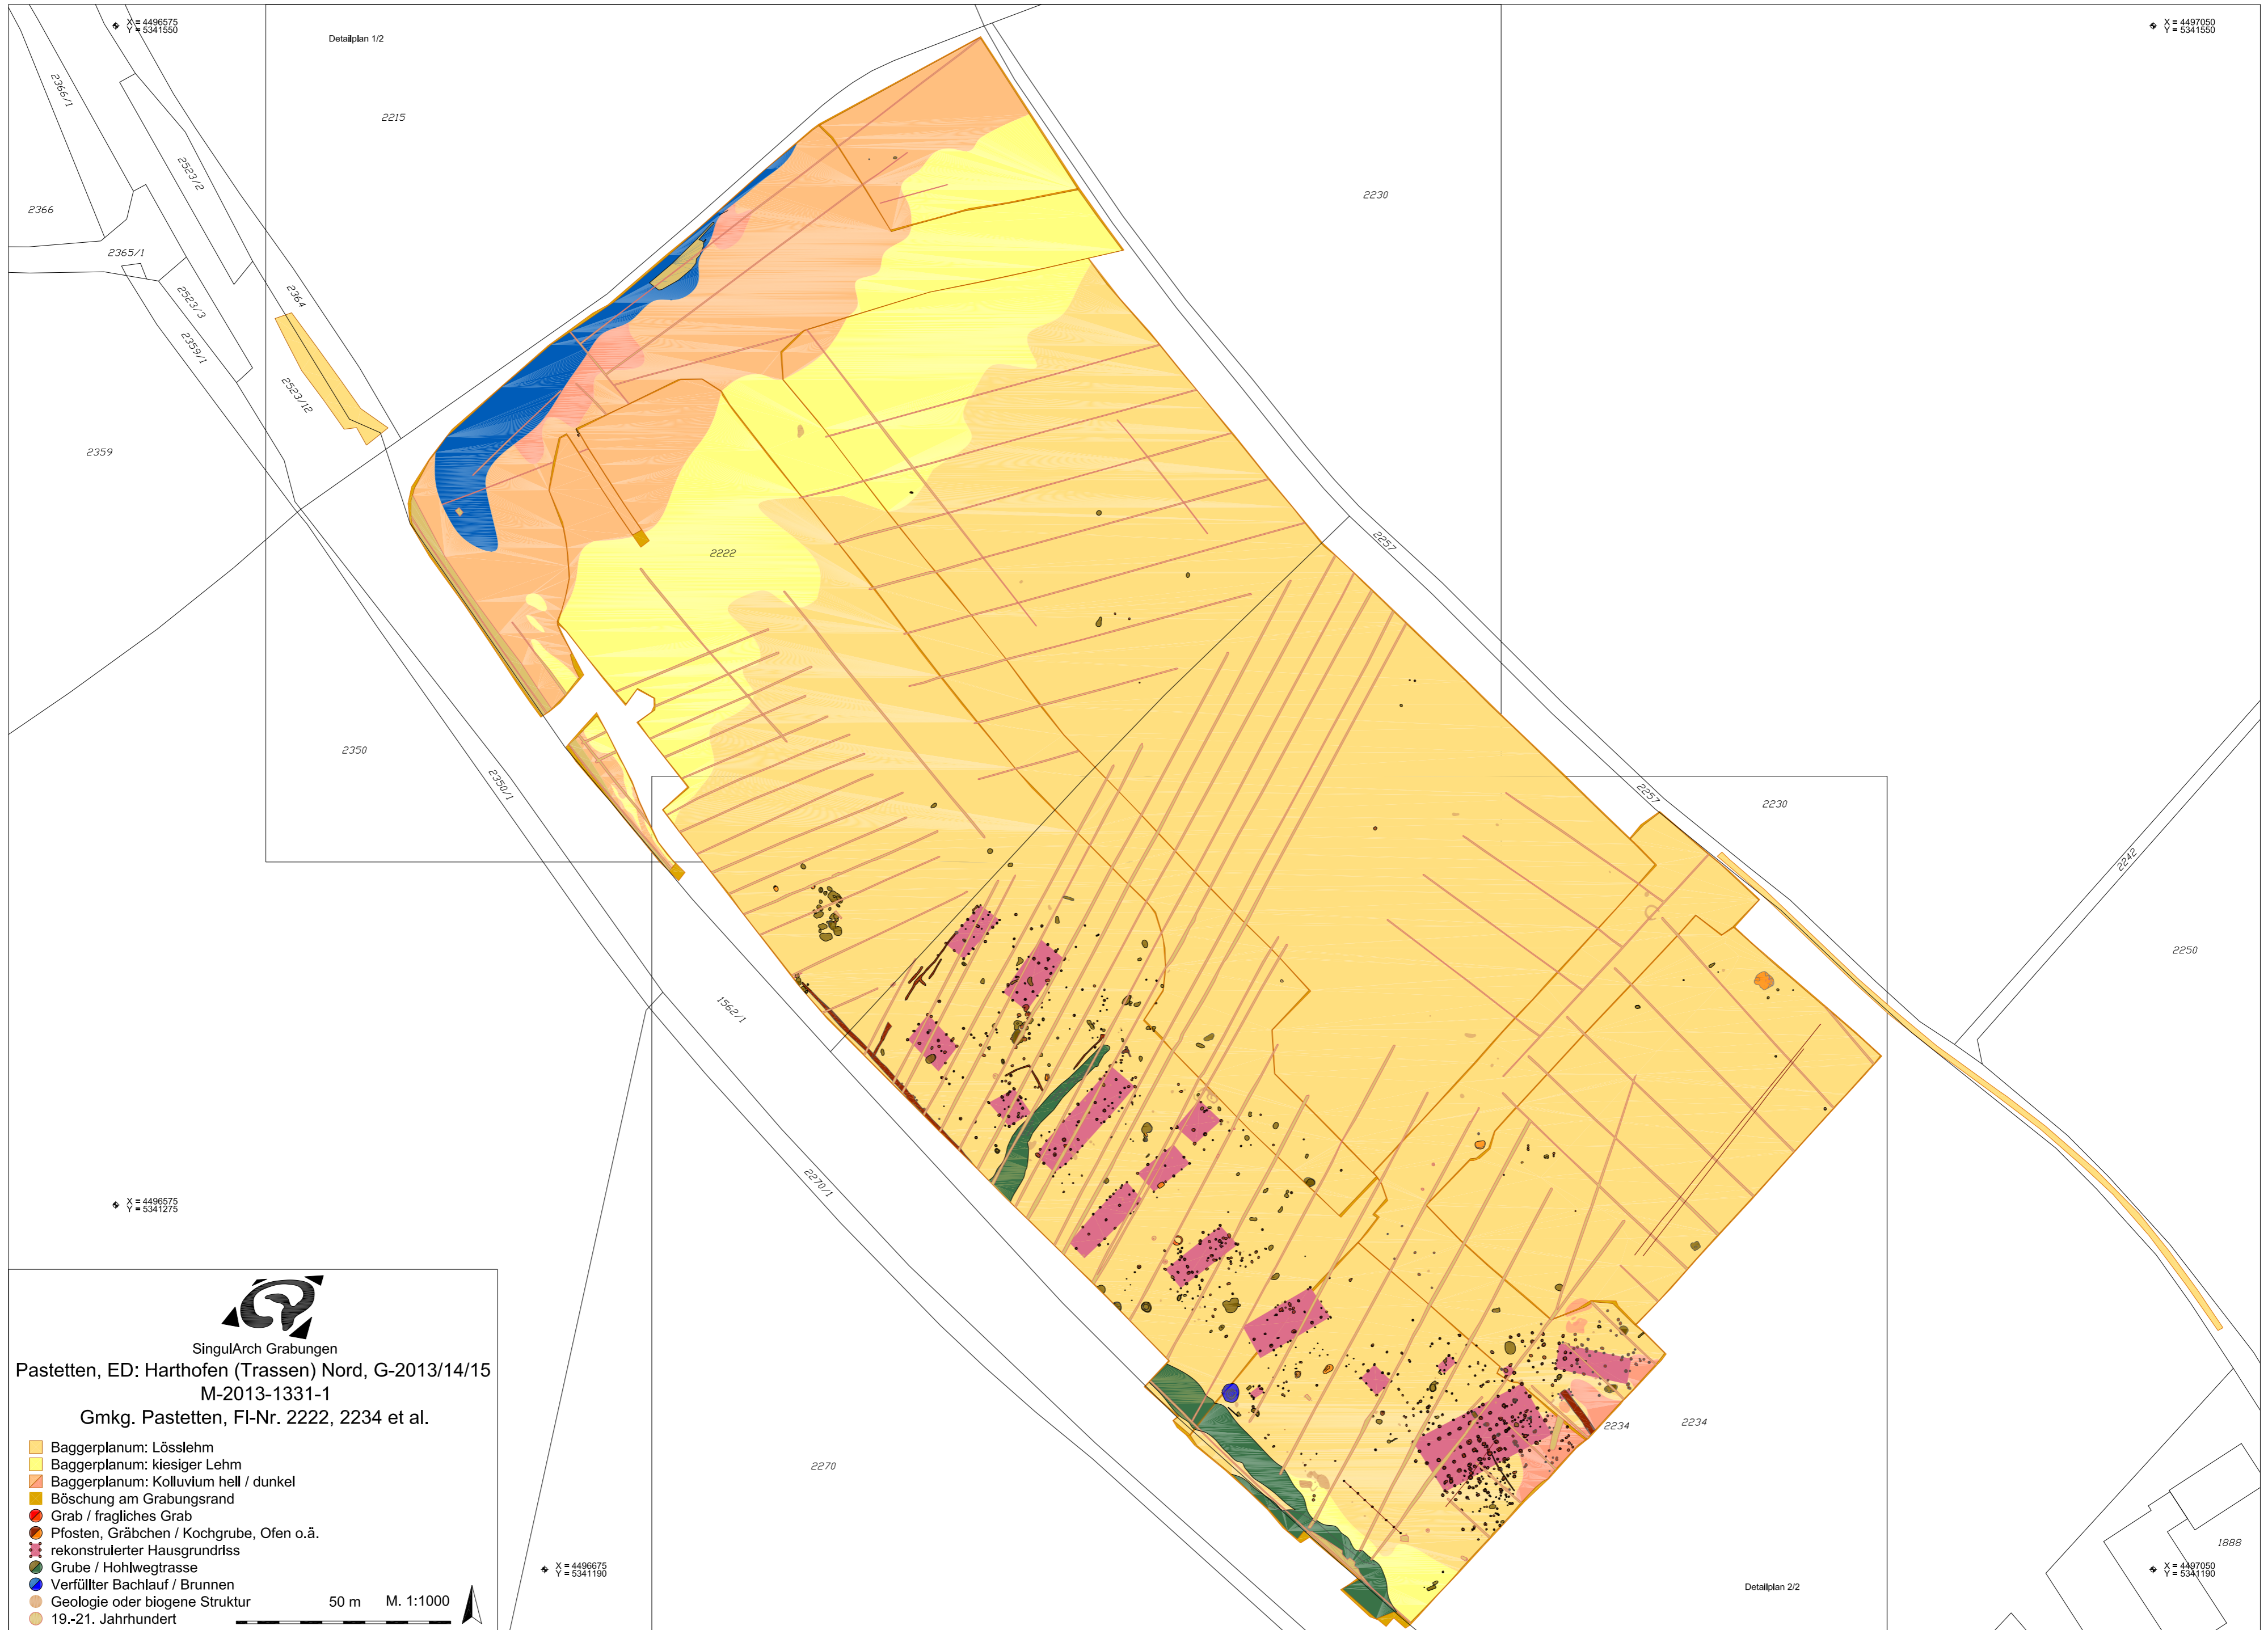 X = 4496575
Y = 5341550
Detailplan 1/2
X = 4497050
Y = 5341550
2366/1
2215
2523/2
2366
2230
2365/1
2523/3
2364
2359/1
2523/12
2359
2222
2257
2350
2350/1
2257
2230
2242
2250
1562/1
2270/1
X = 4496575
Y = 5341275
2234
2234
2270
1888
X = 4496675
Y = 5341190
X = 4497050
Y = 5341190
Detailplan 2/2
SingulArch Grabungen
Pastetten, ED: Harthofen (Trassen) Nord, G-2013/14/15
M-2013-1331-1
Gmkg. Pastetten, Fl-Nr. 2222, 2234 et al.
Baggerplanum: Lösslehm
Baggerplanum: kiesiger Lehm
Baggerplanum: Kolluvium hell / dunkel
Böschung am Grabungsrand
Grab / fragliches Grab
Pfosten, Gräbchen / Kochgrube, Ofen o.ä.
rekonstruierter Hausgrundriss
Grube / Hohlwegtrasse
Verfüllter Bachlauf / Brunnen
Geologie oder biogene Struktur
19.-21. Jahrhundert
50 m M. 1:1000